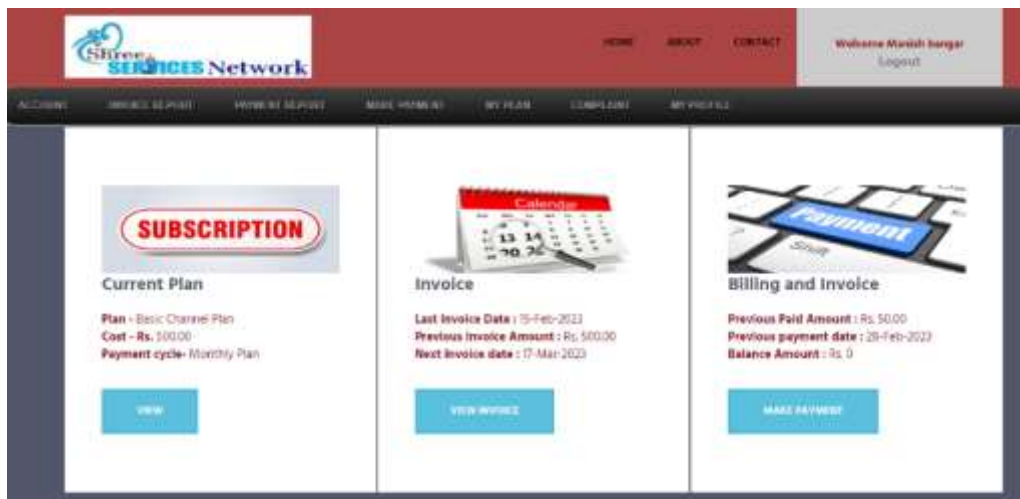 Shree
SERVICES Network
HOME ABOUT CONTACT
Welcome Manish bangar
Logout
ACCOUNT INVOICE REPORT PAYMENT REPORT MAKE PAYMENT MY PLAN COMPLAINT MY PROFILE
SUBSCRIPTION
Current Plan
Plan - Basic Channel Plan
Cost - Rs. 500.00
Payment cycle- Monthly Plan
VIEW
Calendar
13 14
20
Invoice
Last Invoice Date : 15-Feb-2023
Previous Invoice Amount : Rs. 500.00
Next Invoice date : 17-Mar-2023
VIEW INVOICE
Payment
Shift
Billing and Invoice
Previous Paid Amount : Rs. 50.00
Previous payment date : 28-Feb-2023
Balance Amount : Rs. 0
MAKE PAYMENT